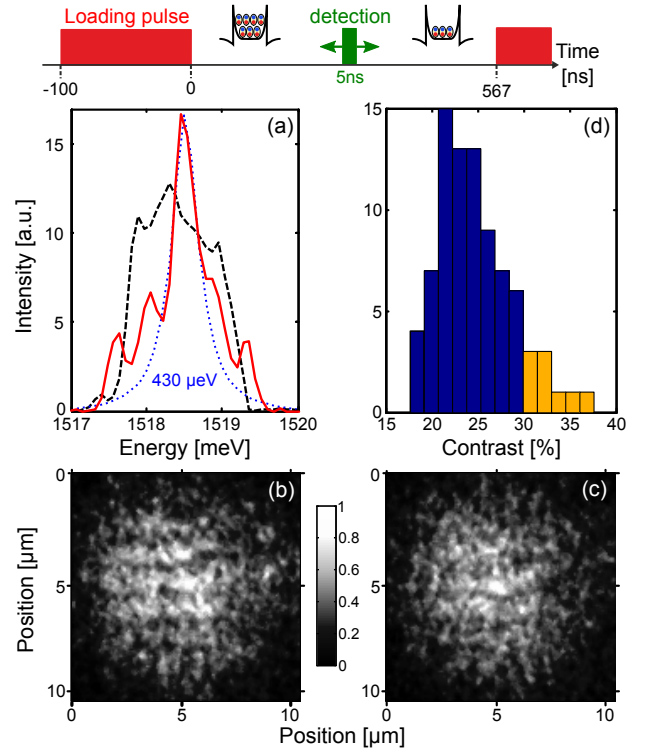 Loading pulse
detection
Time
[ns]
-100
0
5ns
567
(a)
15
10
5
0
Intensity [a.u.]
430 µeV
1517
1518
1519
1520
Energy [meV]
(d)
15
10
5
15
20
25
30
35
40
Contrast [%]
(b)
0
5
10
Position [µm]
0
5
10
1
0.8
0.6
0.4
0.2
0
(c)
0
5
10
0
5
10
Position [µm]